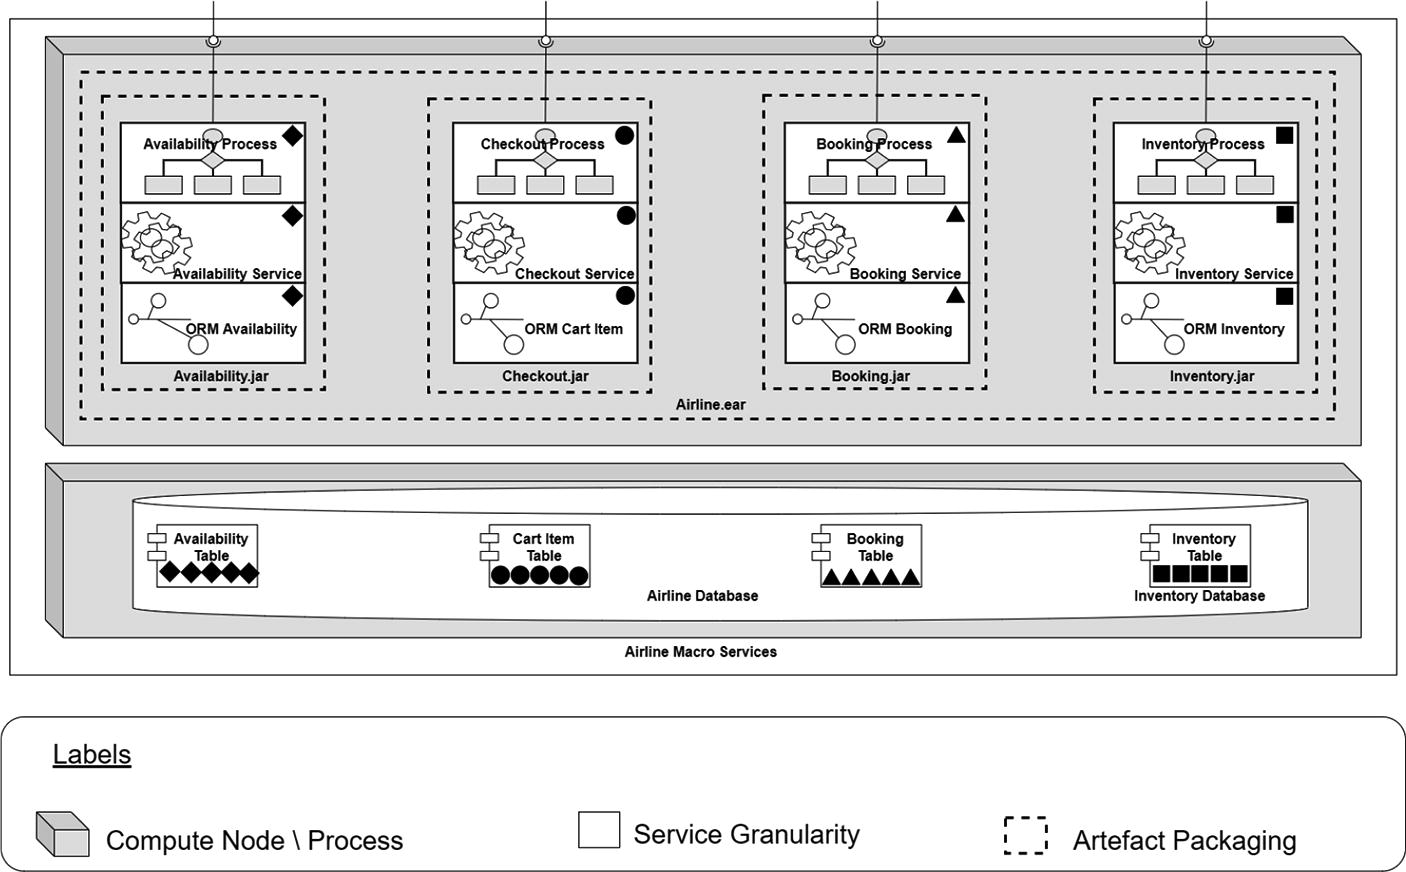 Availability Process
Checkout Process
Booking Process
Inventory Process
Availability Service
Checkout Service
Booking Service
Inventory Service
ORM Availability
ORM Cart Item
ORM Booking
ORM Inventory
Availability.jar
Checkout.jar
Booking.jar
Inventory.jar
Airline.ear
Availability
Table
Cart Item
Table
Booking
Table
Inventory
Table
Airline Database
Inventory Database
Airline Macro Services
Labels
Compute Node \ Process
Service Granularity
Artefact Packaging